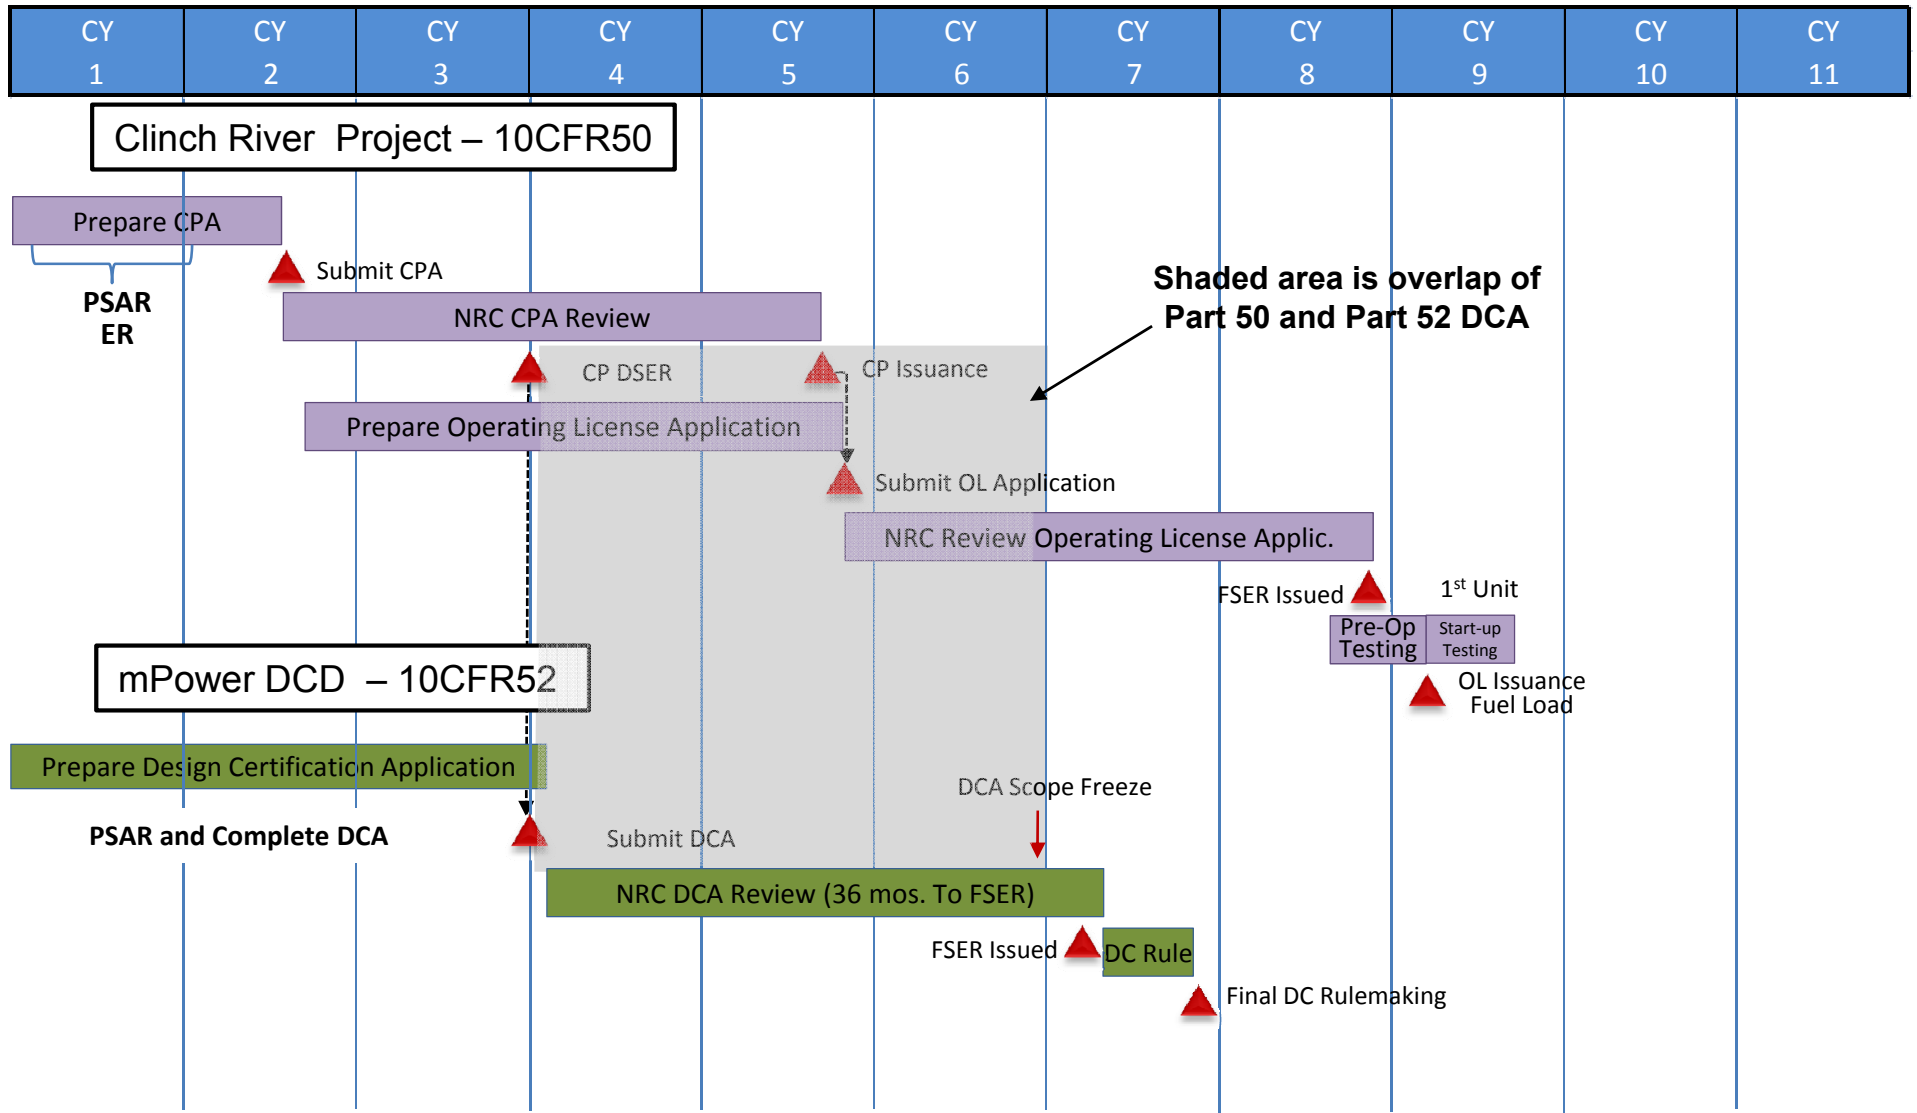 CY CY CY CY CY CY CY CY CY CY CY
1 2 3 4 5 6 7 8 9 10 11
Clinch River Project – 10CFR50
Prepare CPA
Submit CPA
PSAR
ER
NRC CPA Review
Shaded area is overlap of
Part 50 and Part 52 DCA
CP DSER
CP Issuance
Prepare Operating License Application
Submit OL Application
NRC Review Operating License Applic.
FSER Issued
1st Unit
Pre-Op
Testing
Start-up
Testing
OL Issuance
Fuel Load
mPower DCD – 10CFR52
Prepare Design Certification Application
DCA Scope Freeze
PSAR and Complete DCA
Submit DCA
NRC DCA Review (36 mos. To FSER)
FSER Issued
DC Rule
Final DC Rulemaking